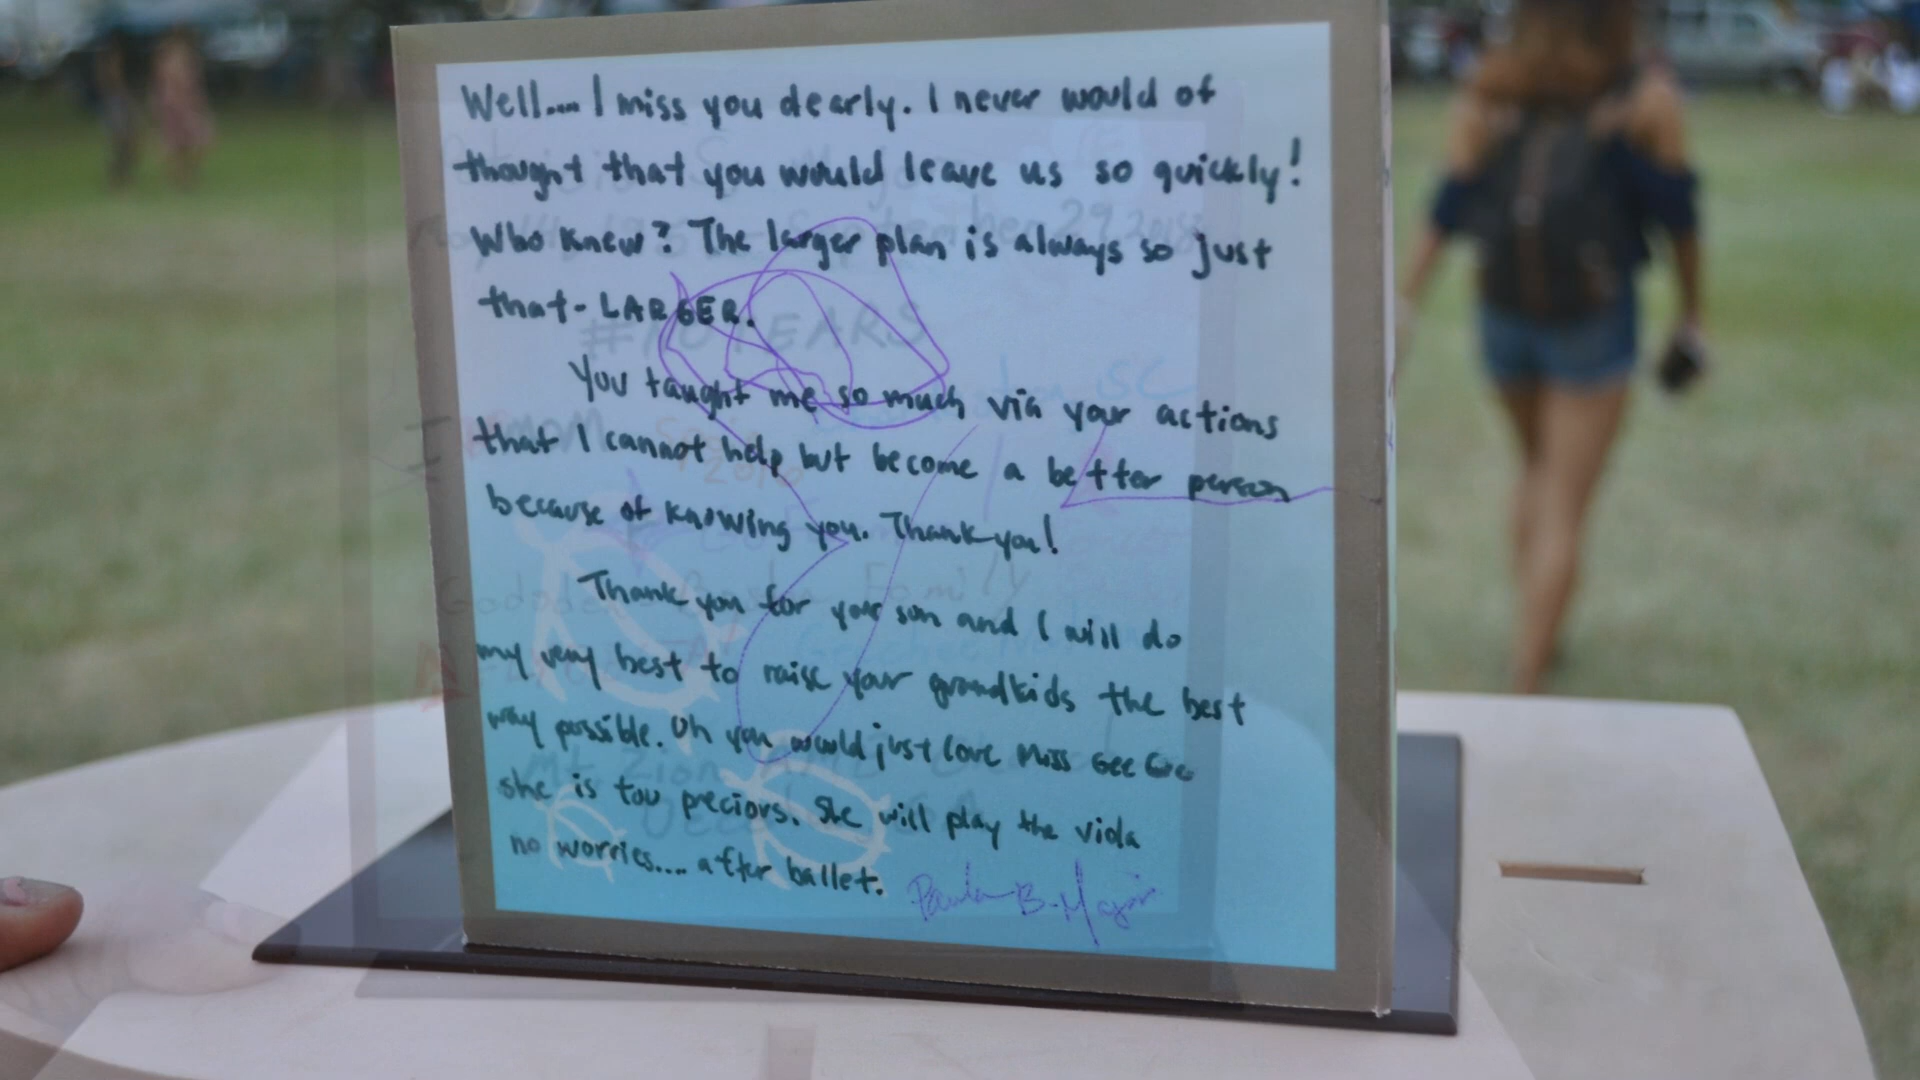 Well.... I miss you dearly. I never would of
thought that you would leave us so quickly!
Who knew? The larger plan is always so just
that- LARGER.
You taught me so much via your actions
that I cannot help but become a better person
because of knowing you. Thank you!
Thank you for your son and I will do
my very best to raise your grandkids the best
way possible. Oh you would just love Miss Gee Gee
she is too precious. She will play the viola
no worries.... after ballet.
Paula B.